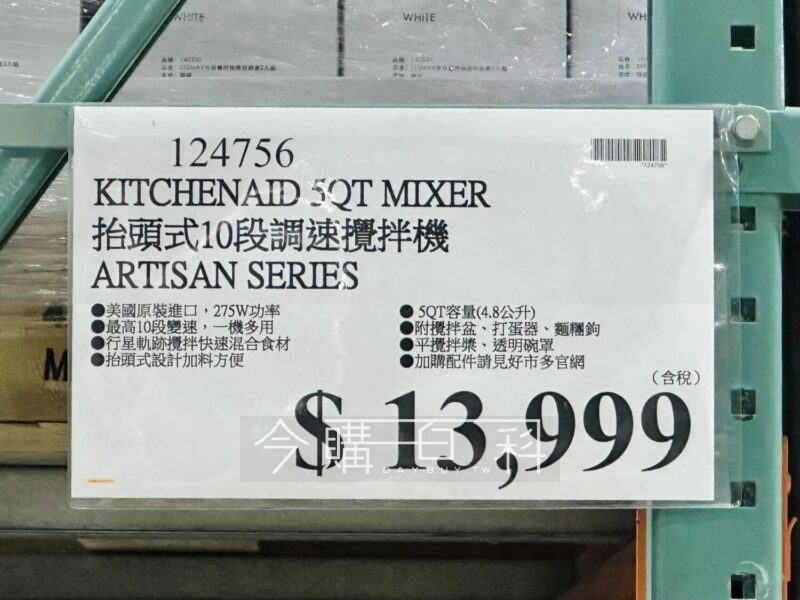 WHITE
WHITE
WH
124756
*124756*
KITCHENAID 5QT MIXER
抬頭式10段調速攪拌機
ARTISAN SERIES
●美國原裝進口，275W功率
●最高10段變速，一機多用
●行星軌跡攪拌快速混合食材
●抬頭式設計加料方便
● 5QT容量(4.8公升)
●附攪拌盆、打蛋器、麵糰鉤
●平攪拌槳、透明碗罩
●加購配件請見好市多官網
(含稅)
$ 13,999
今購百科
DAYBUY.TW
M